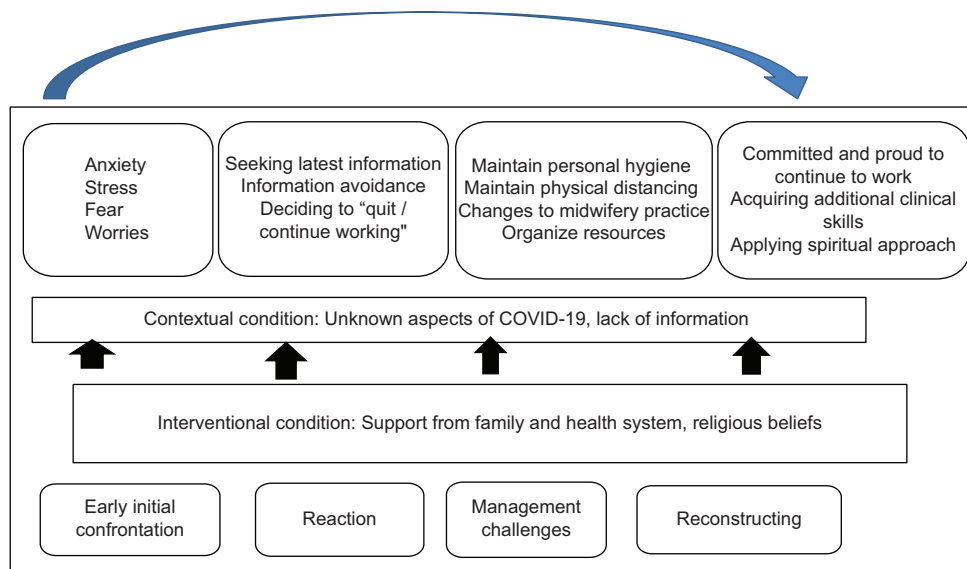 Anxiety
Stress
Fear
Worries
Seeking latest information
Information avoidance
Deciding to “quit /
continue working"
Maintain personal hygiene
Maintain physical distancing
Changes to midwifery practice
Organize resources
Committed and proud to
continue to work
Acquiring additional clinical
skills
Applying spiritual approach
Contextual condition: Unknown aspects of COVID-19, lack of information
Interventional condition: Support from family and health system, religious beliefs
Early initial
confrontation
Reaction
Management
challenges
Reconstructing